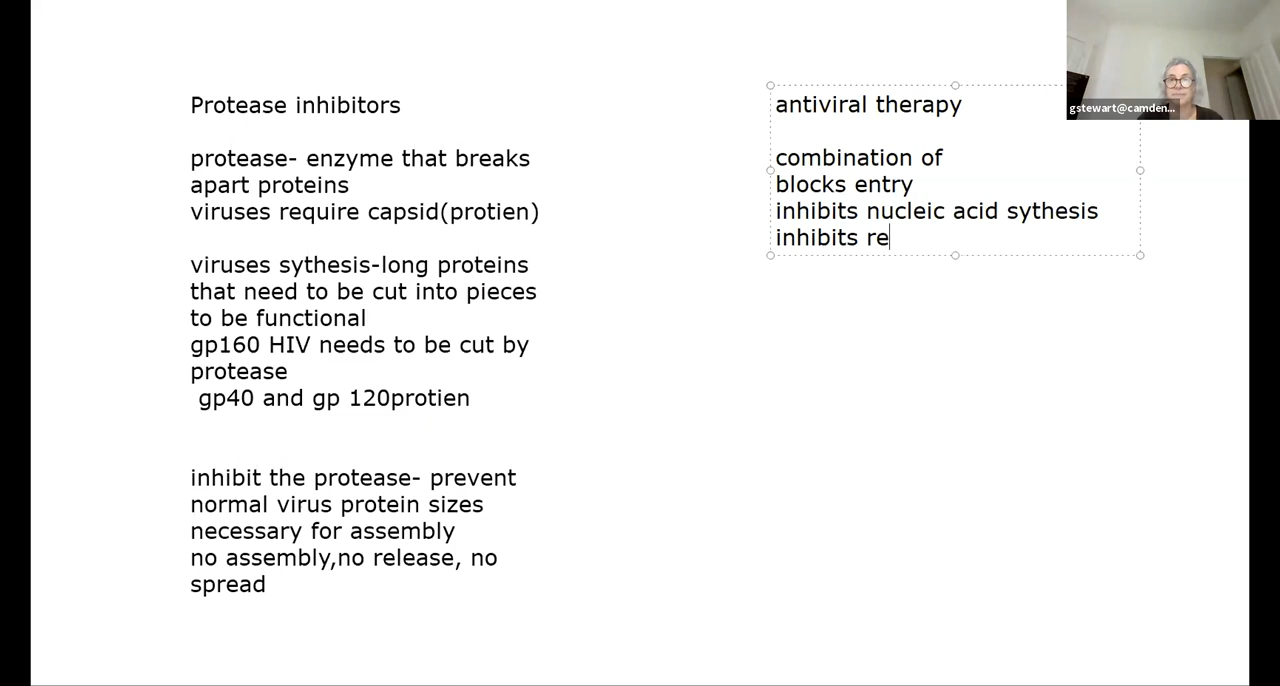 Protease inhibitors
protease- enzyme that breaks
apart proteins
viruses require capsid(protien)
viruses sythesis-long proteins
that need to be cut into pieces
to be functional
gp160 HIV needs to be cut by
protease
gp40 and gp 120protien
inhibit the protease- prevent
normal virus protein sizes
necessary for assembly
no assembly,no release, no
spread
antiviral therapy
combination of
blocks entry
inhibits nucleic acid sythesis
inhibits re
gstewart@camden...